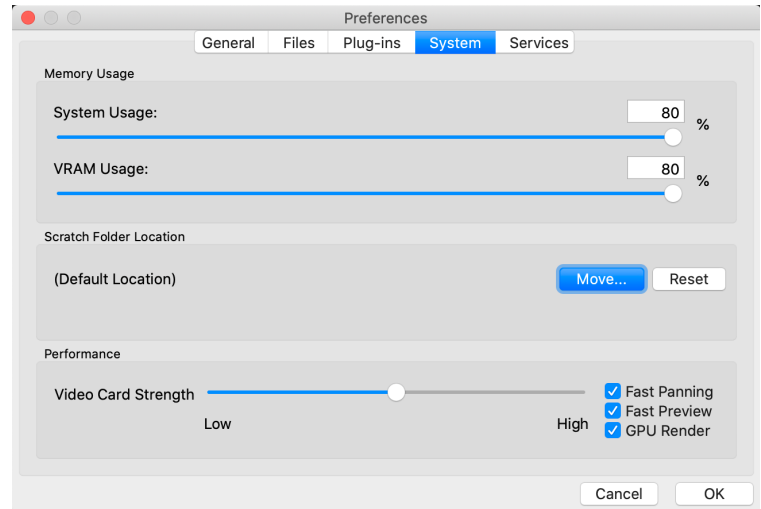 Preferences
General Files Plug-ins System Services
Memory Usage
System Usage: 80 %
VRAM Usage: 80 %
Scratch Folder Location
(Default Location) Move... Reset
Performance
Video Card Strength Fast Panning
Fast Preview
Low High GPU Render
Cancel OK